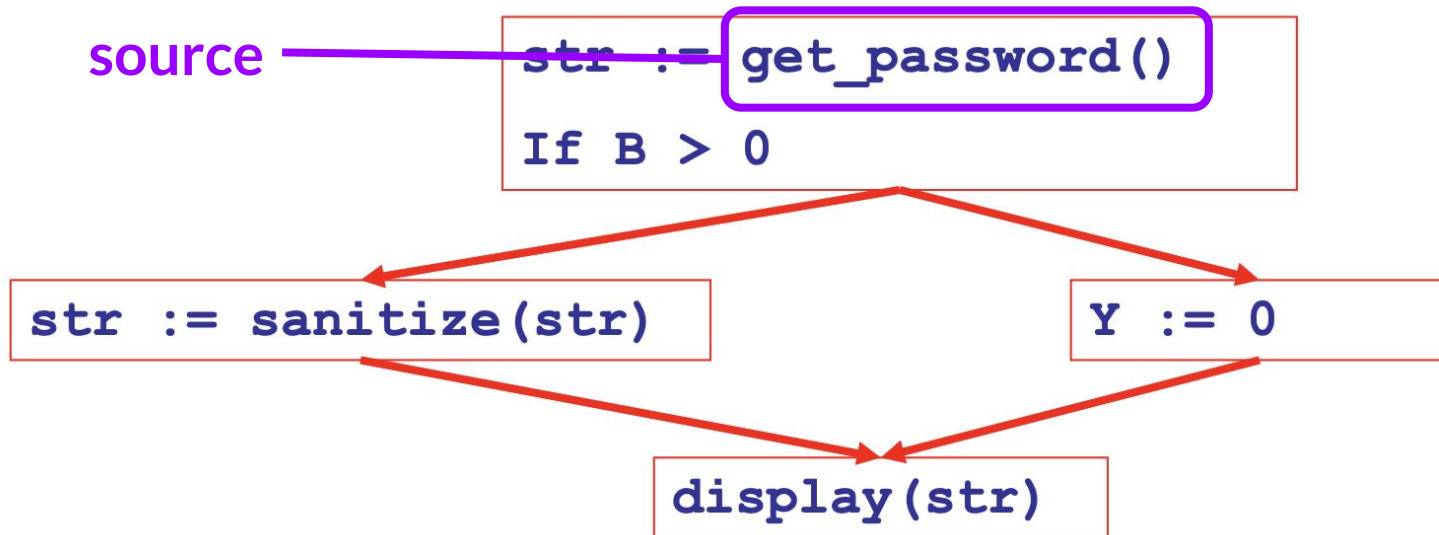 source
str := get_password()
If B > 0
str := sanitize(str)
Y := 0
display(str)